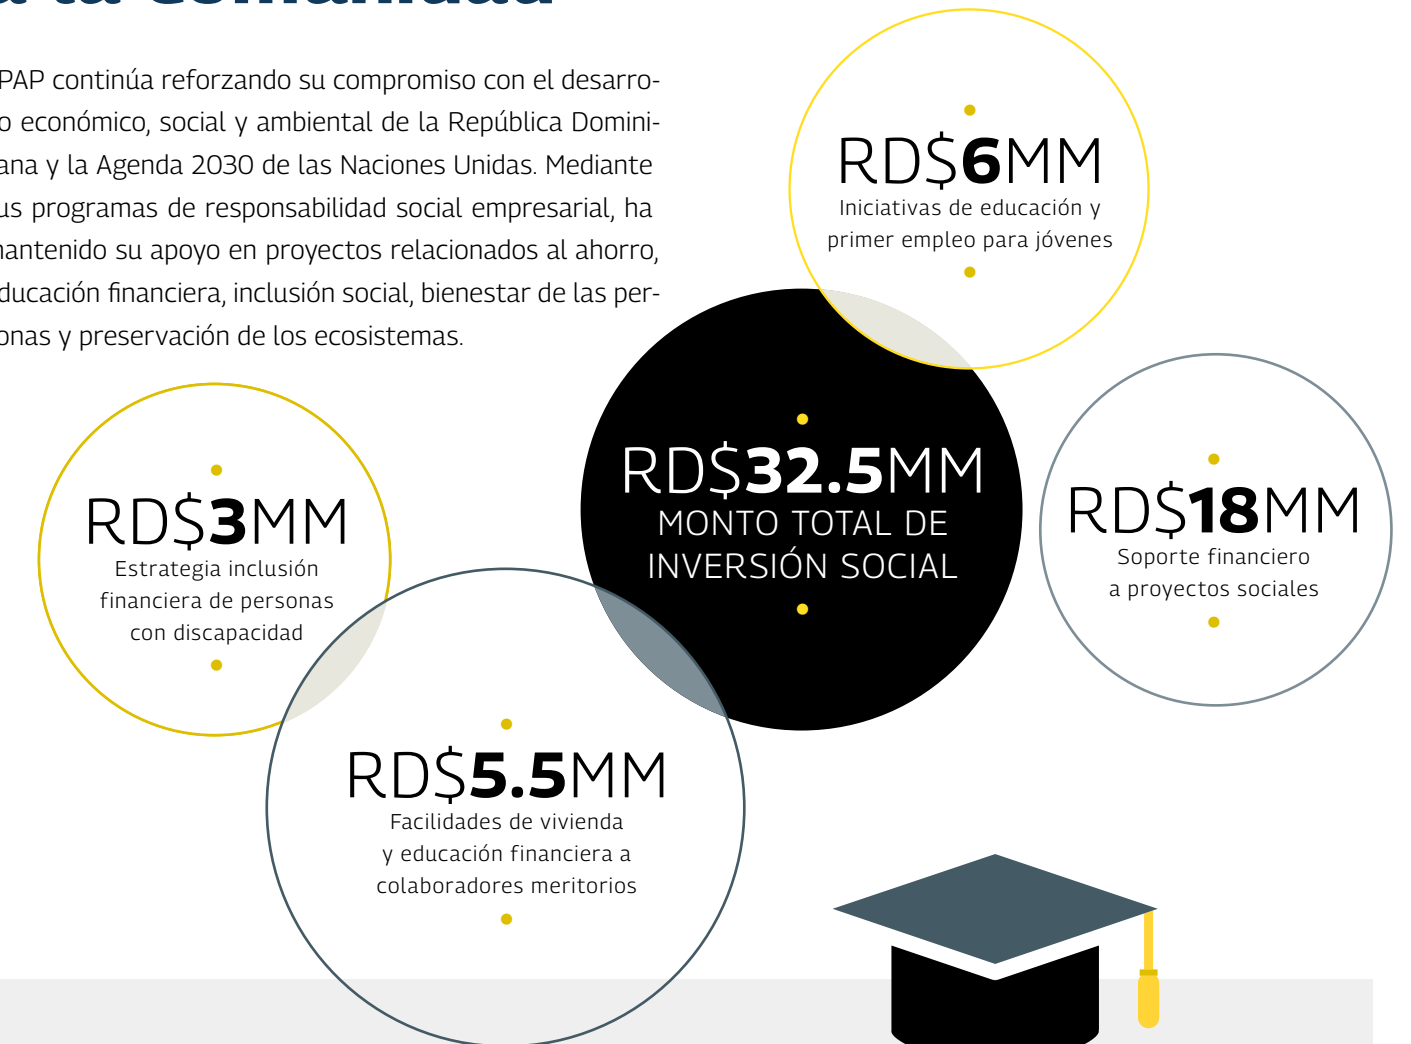 a la comunidad
PAP continúa reforzando su compromiso con el desarro-
o económico, social y ambiental de la República Domini-
ana y la Agenda 2030 de las Naciones Unidas. Mediante
us programas de responsabilidad social empresarial, ha
mantenido su apoyo en proyectos relacionados al ahorro,
ducación financiera, inclusión social, bienestar de las per-
onas y preservación de los ecosistemas.
RD$6MM
Iniciativas de educación y
primer empleo para jóvenes
RD$32.5MM
MONTO TOTAL DE
INVERSIÓN SOCIAL
RD$18MM
Soporte financiero
a proyectos sociales
RD$3MM
Estrategia inclusión
financiera de personas
con discapacidad
RD$5.5MM
Facilidades de vivienda
y educación financiera a
colaboradores meritorios